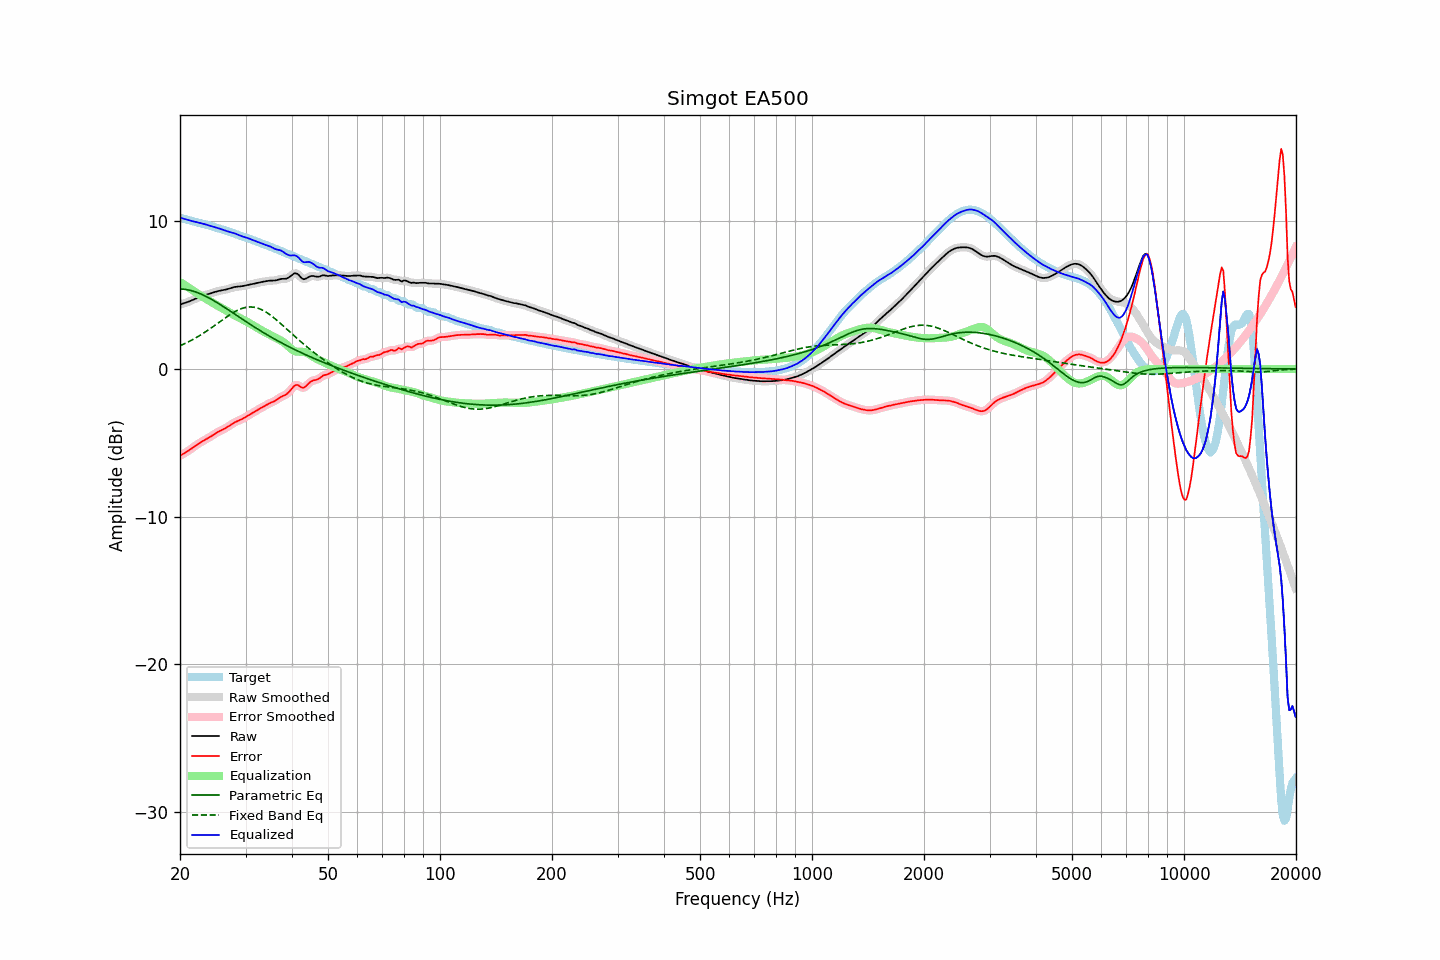 Simgot EA500
Amplitude (dBr)
10
0
−10
−20
−30
Target
Raw Smoothed
Error Smoothed
Raw
Error
Equalization
Parametric Eq
Fixed Band Eq
Equalized
20 50 100 200 500 1000 2000 5000 10000 20000
Frequency (Hz)